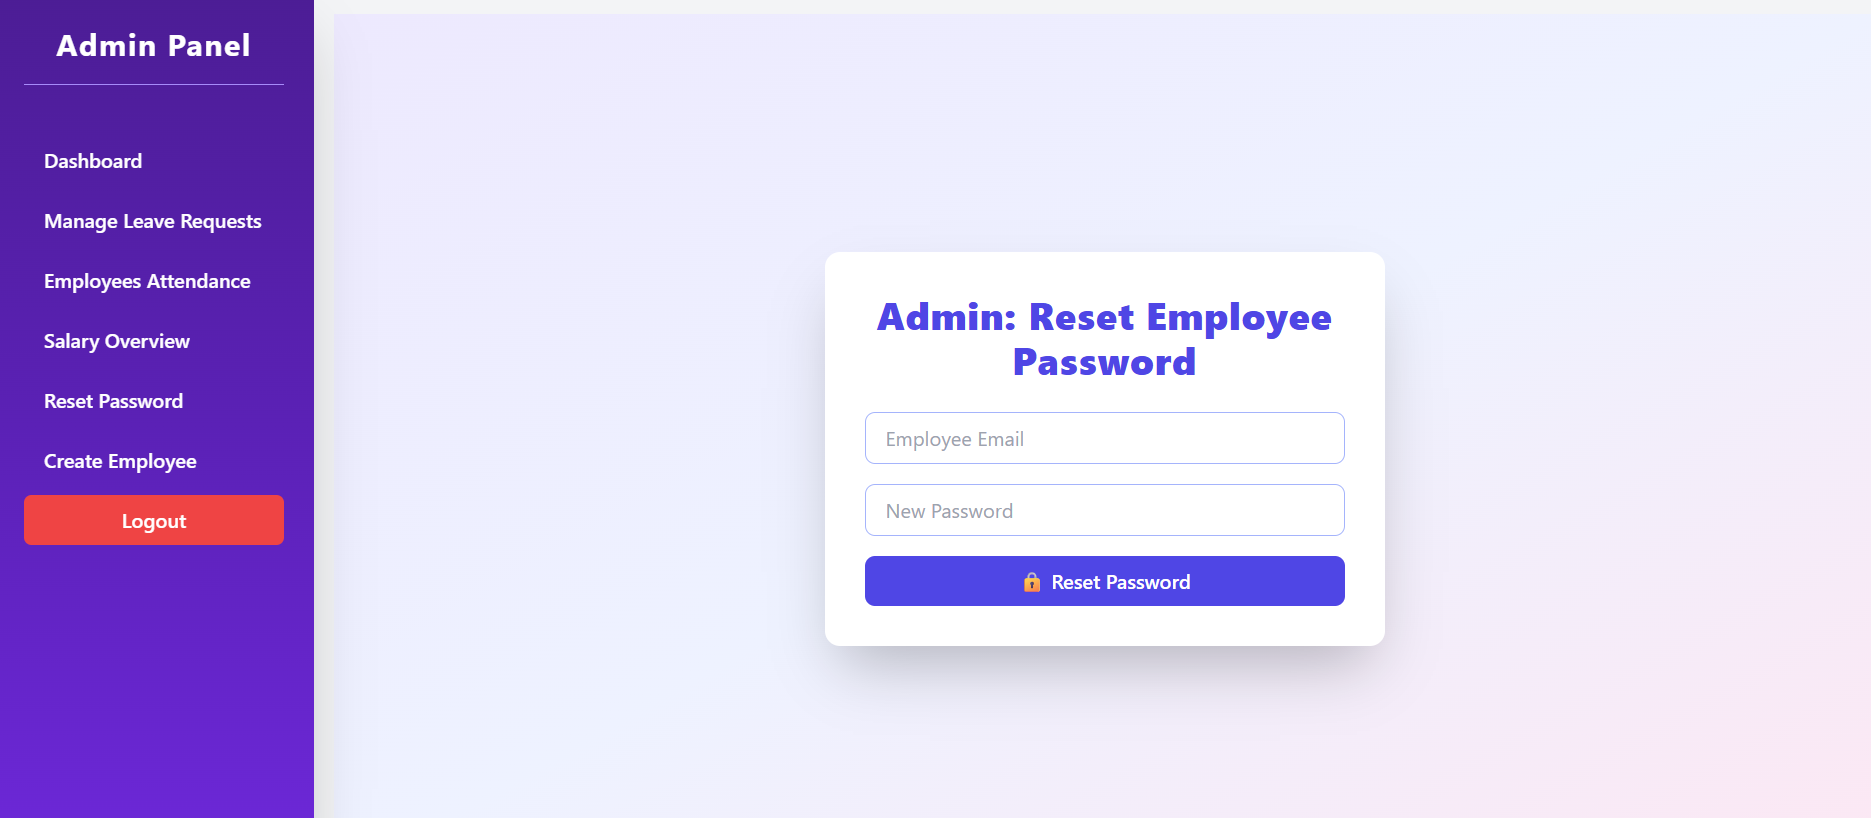 Admin Panel
Dashboard
Manage Leave Requests
Employees Attendance
Salary Overview
Reset Password
Create Employee
Logout
Admin: Reset Employee
Password
Employee Email
New Password
🔒 Reset Password